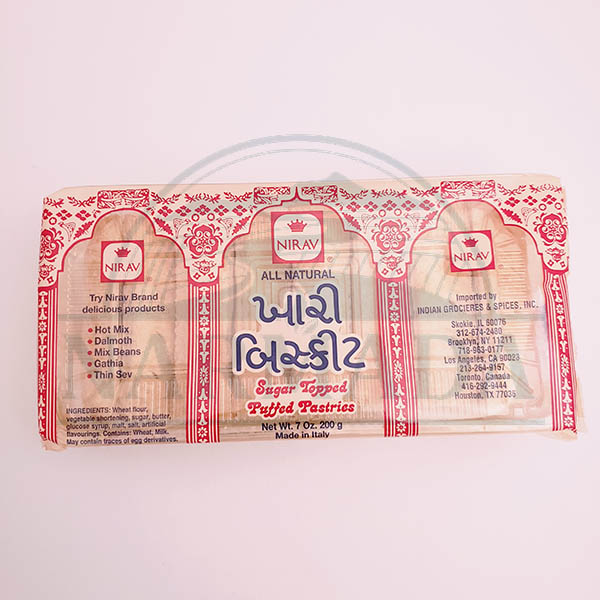 NIRAV
Try Nirav Brand
delicious products
• Hot Mix
• Dalmoth
• Mix Beans
• Gathia
• Thin Sev
INGREDIENTS: Wheat flour,
vegetable shortening, sugar, butter,
glucose syrup, malt, salt, artificial
flavourings. Contains: Wheat, Milk.
May contain traces of egg derivatives.
NIRAV
®
ALL NATURAL
ખારી
બિસ્કીટ
Sugar Topped
Puffed Pastries
Net Wt. 7 Oz. 200 g
Made in Italy
NIRAV
Imported by
INDIAN GROCIERES & SPICES, INC.
Skokie, IL 60076
312-674-2480
Brooklyn, NY 11211
718-963-0177
Los Angeles, CA 90023
213-264-9157
Toronto, Canada
416-292-9444
Houston, TX 77036